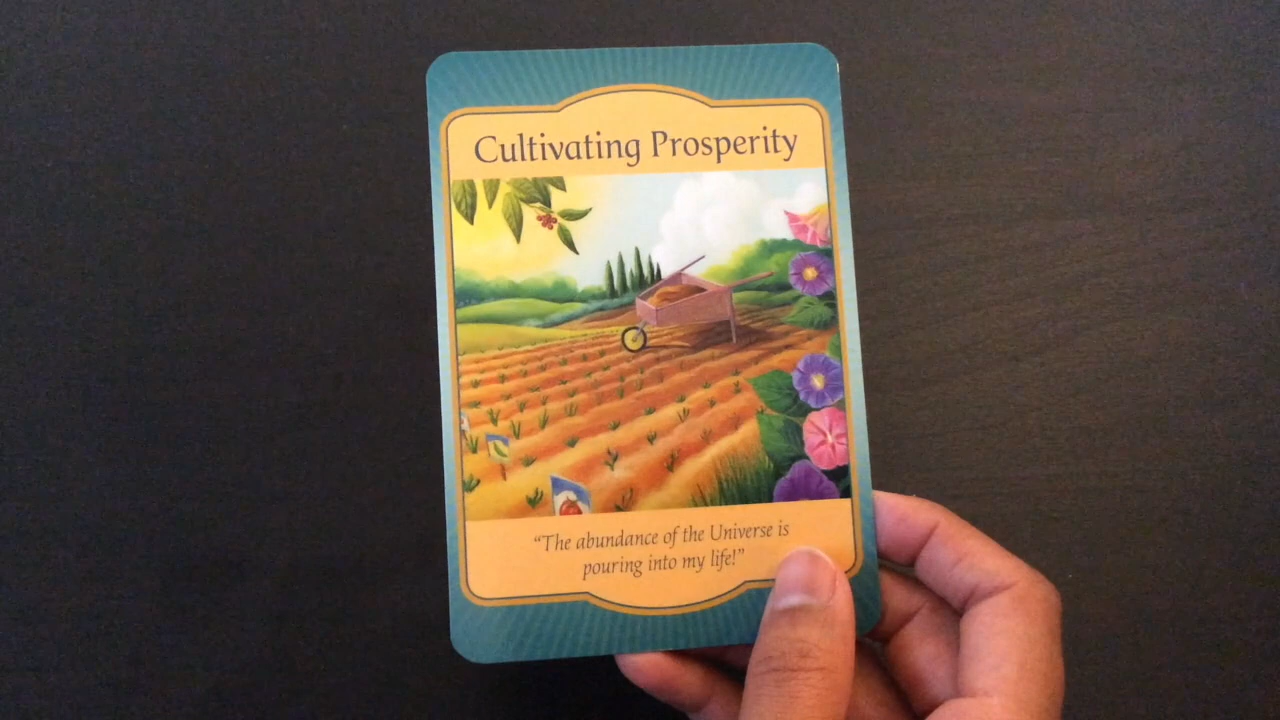 Cultivating Prosperity
“The abundance of the Universe is
pouring into my life!”